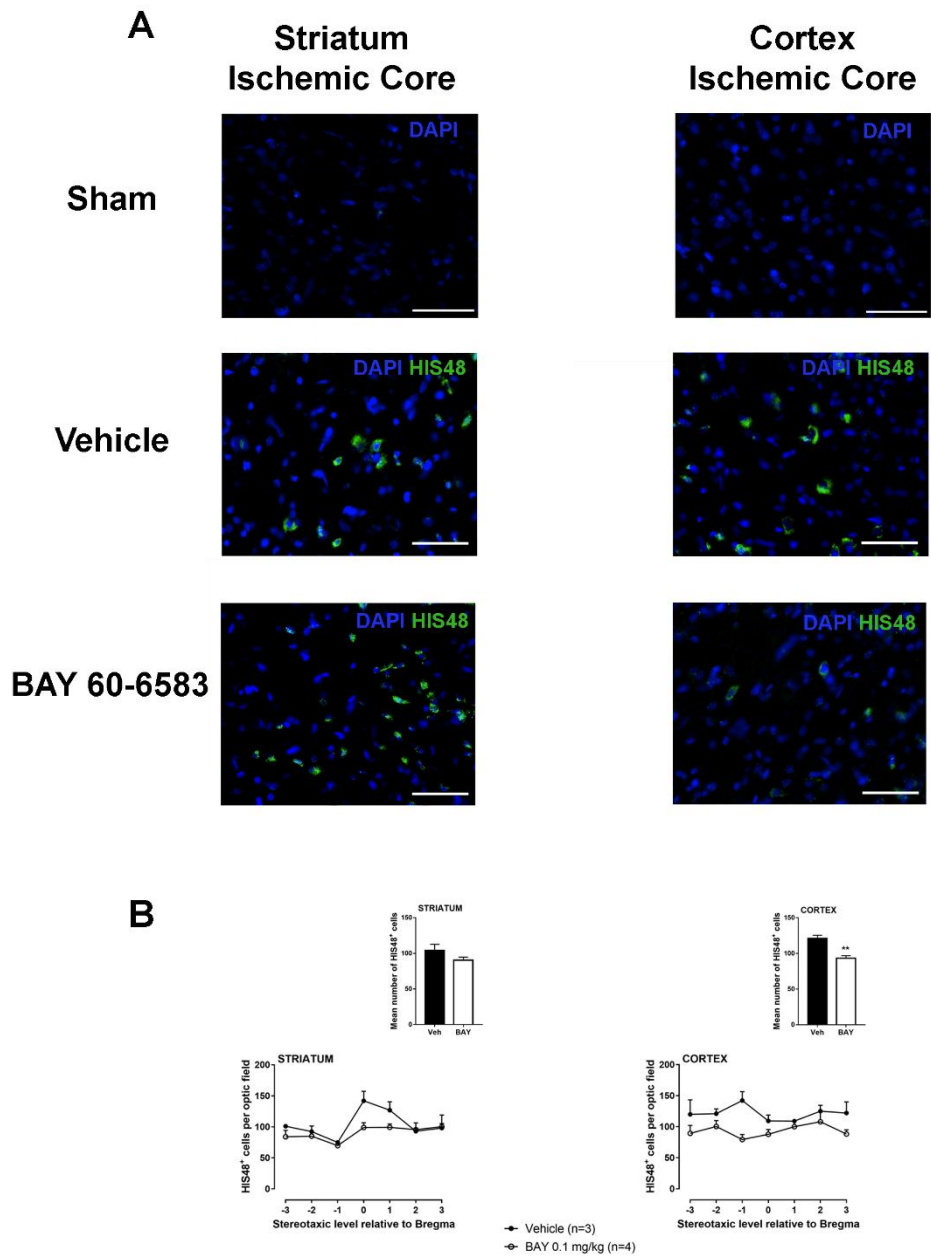 A
Striatum
Ischemic Core
Cortex
Ischemic Core
Sham
DAPI
DAPI
Vehicle
DAPI HIS48
DAPI HIS48
BAY 60-6583
DAPI HIS48
DAPI HIS48
B
STRIATUM
Mean number of HIS48⁺ cells
150
100
50
0
Veh BAY
CORTEX
Mean number of HIS48⁺ cells
150
100
50
0
**
Veh BAY
STRIATUM
HIS48⁺ cells per optic field
200
150
100
50
0
-3 -2 -1 0 1 2 3
Stereotaxic level relative to Bregma
CORTEX
HIS48⁺ cells per optic field
200
150
100
50
0
-3 -2 -1 0 1 2 3
Stereotaxic level relative to Bregma
Vehicle (n=3)
BAY 0.1 mg/kg (n=4)